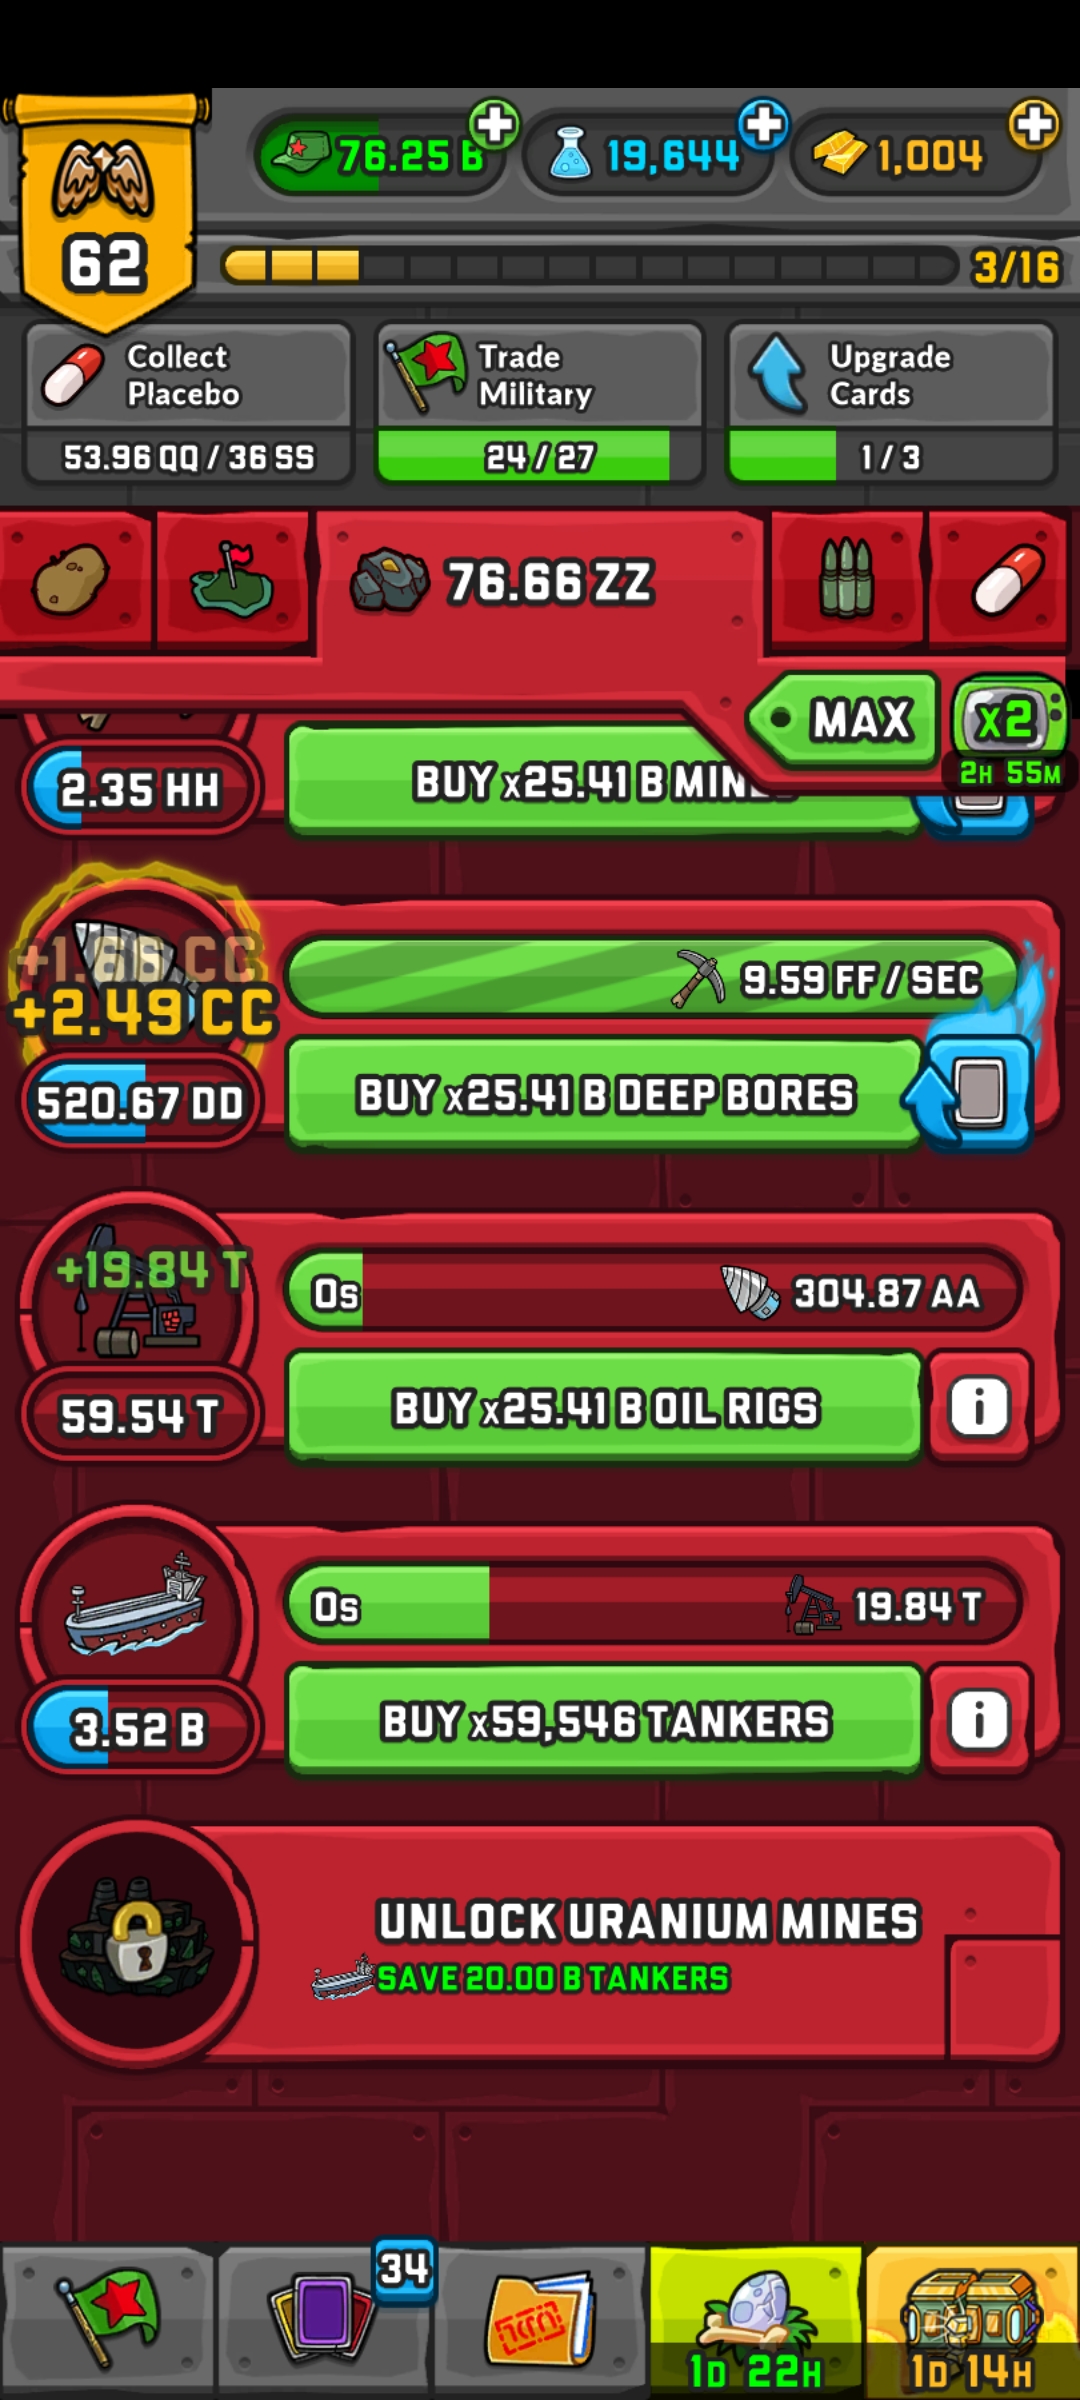 76.25 B
19,644
1,004
62
3/16
Collect
Placebo
53.96 QQ / 36 SS
Trade
Military
24 / 27
Upgrade
Cards
1 / 3
76.66 ZZ
MAX
x2
2H 55M
2.35 HH
BUY x25.41 B
+1.66 CC
+2.49 CC
9.59 FF / SEC
520.67 DD
BUY x25.41 B DEEP BORES
+19.84 T
0s
304.87 AA
59.54 T
BUY x25.41 B OIL RIGS
i
0s
19.84 T
3.52 B
BUY x59,546 TANKERS
i
UNLOCK URANIUM MINES
SAVE 20.00 B TANKERS
34
1D 22H
1D 14H